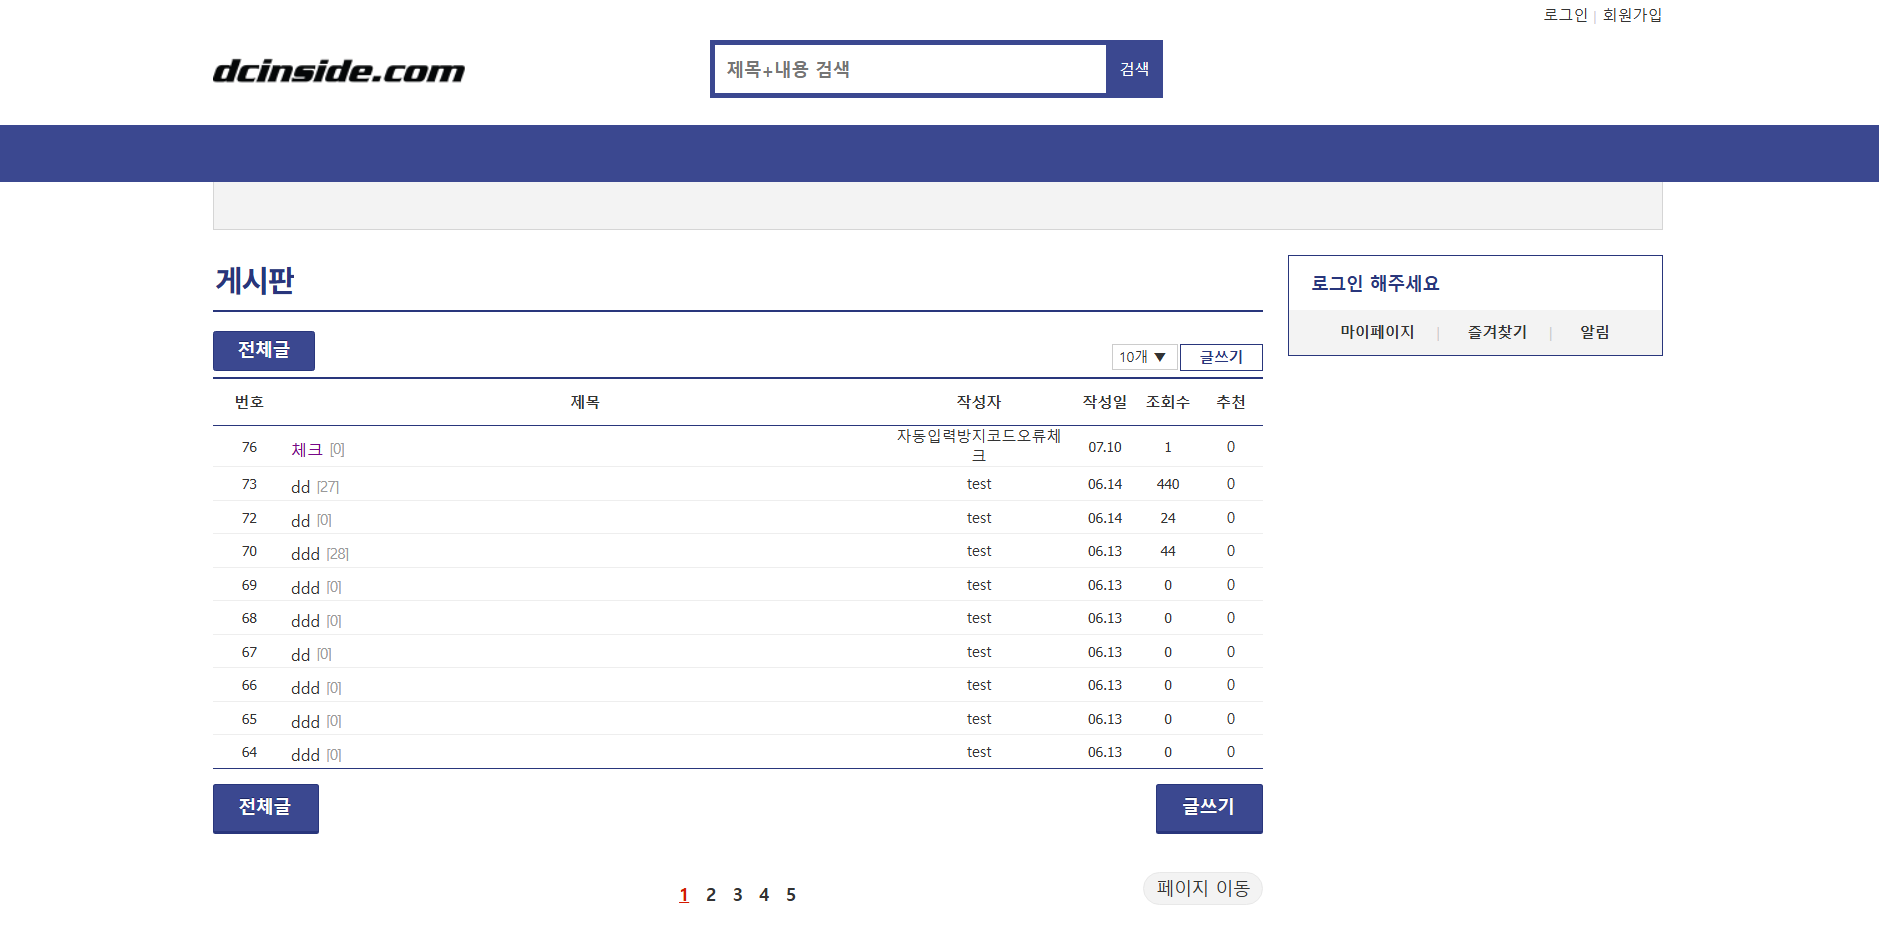 로그인 | 회원가입
dcinside.com
제목+내용 검색 검색
게시판
로그인 해주세요
마이페이지 | 즐겨찾기 | 알림
전체글 10개 ▼ 글쓰기
번호 제목 작성자 작성일 조회수 추천
76 체크 [0] 자동입력방지코드오류체
크 07.10 1 0
73 dd [27] test 06.14 440 0
72 dd [0] test 06.14 24 0
70 ddd [28] test 06.13 44 0
69 ddd [0] test 06.13 0 0
68 ddd [0] test 06.13 0 0
67 dd [0] test 06.13 0 0
66 ddd [0] test 06.13 0 0
65 ddd [0] test 06.13 0 0
64 ddd [0] test 06.13 0 0
전체글 글쓰기
1 2 3 4 5 페이지 이동